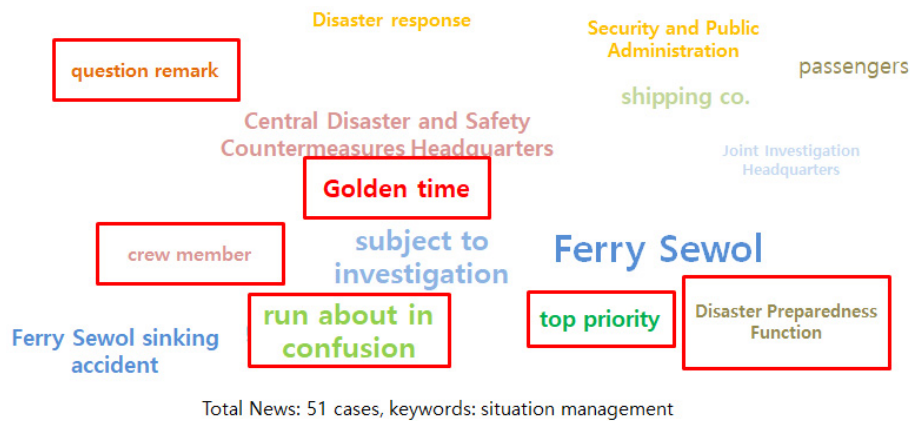 Disaster response
Security and Public
Administration
question remark
passengers
shipping co.
Central Disaster and Safety
Countermeasures Headquarters
Joint Investigation
Headquarters
Golden time
crew member
subject to
investigation
Ferry Sewol
run about in
confusion
top priority
Disaster Preparedness
Function
Ferry Sewol sinking
accident
Total News: 51 cases, keywords: situation management